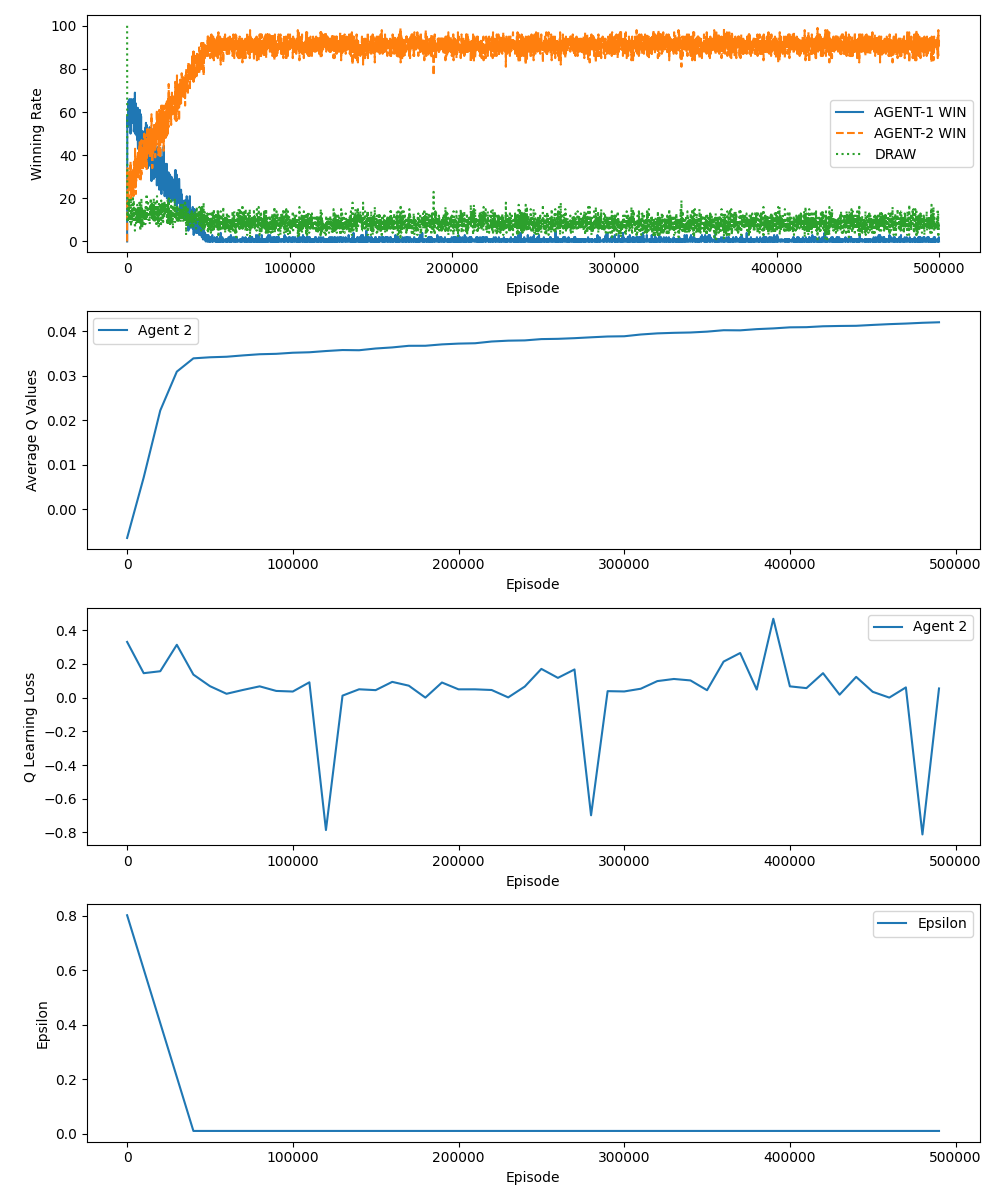 100
80
60
40
20
0
Winning Rate
AGENT-1 WIN
AGENT-2 WIN
DRAW
0 100000 200000 300000 400000 500000
Episode
0.04
0.03
0.02
0.01
0.00
Average Q Values
Agent 2
0 100000 200000 300000 400000 500000
Episode
0.4
0.2
0.0
−0.2
−0.4
−0.6
−0.8
Q Learning Loss
Agent 2
0 100000 200000 300000 400000 500000
Episode
0.8
0.6
0.4
0.2
0.0
Epsilon
Epsilon
0 100000 200000 300000 400000 500000
Episode